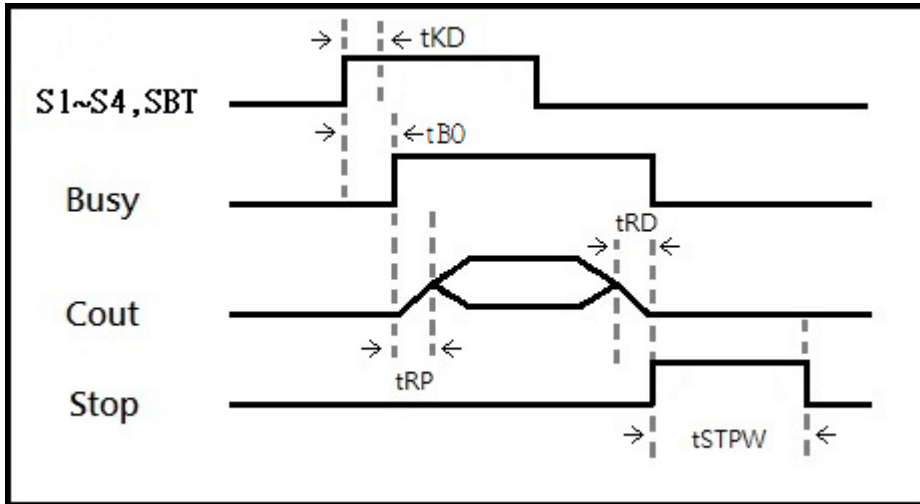 tKD
S1~S4,SBT
tB0
Busy
tRD
Cout
tRP
Stop
tSTPW